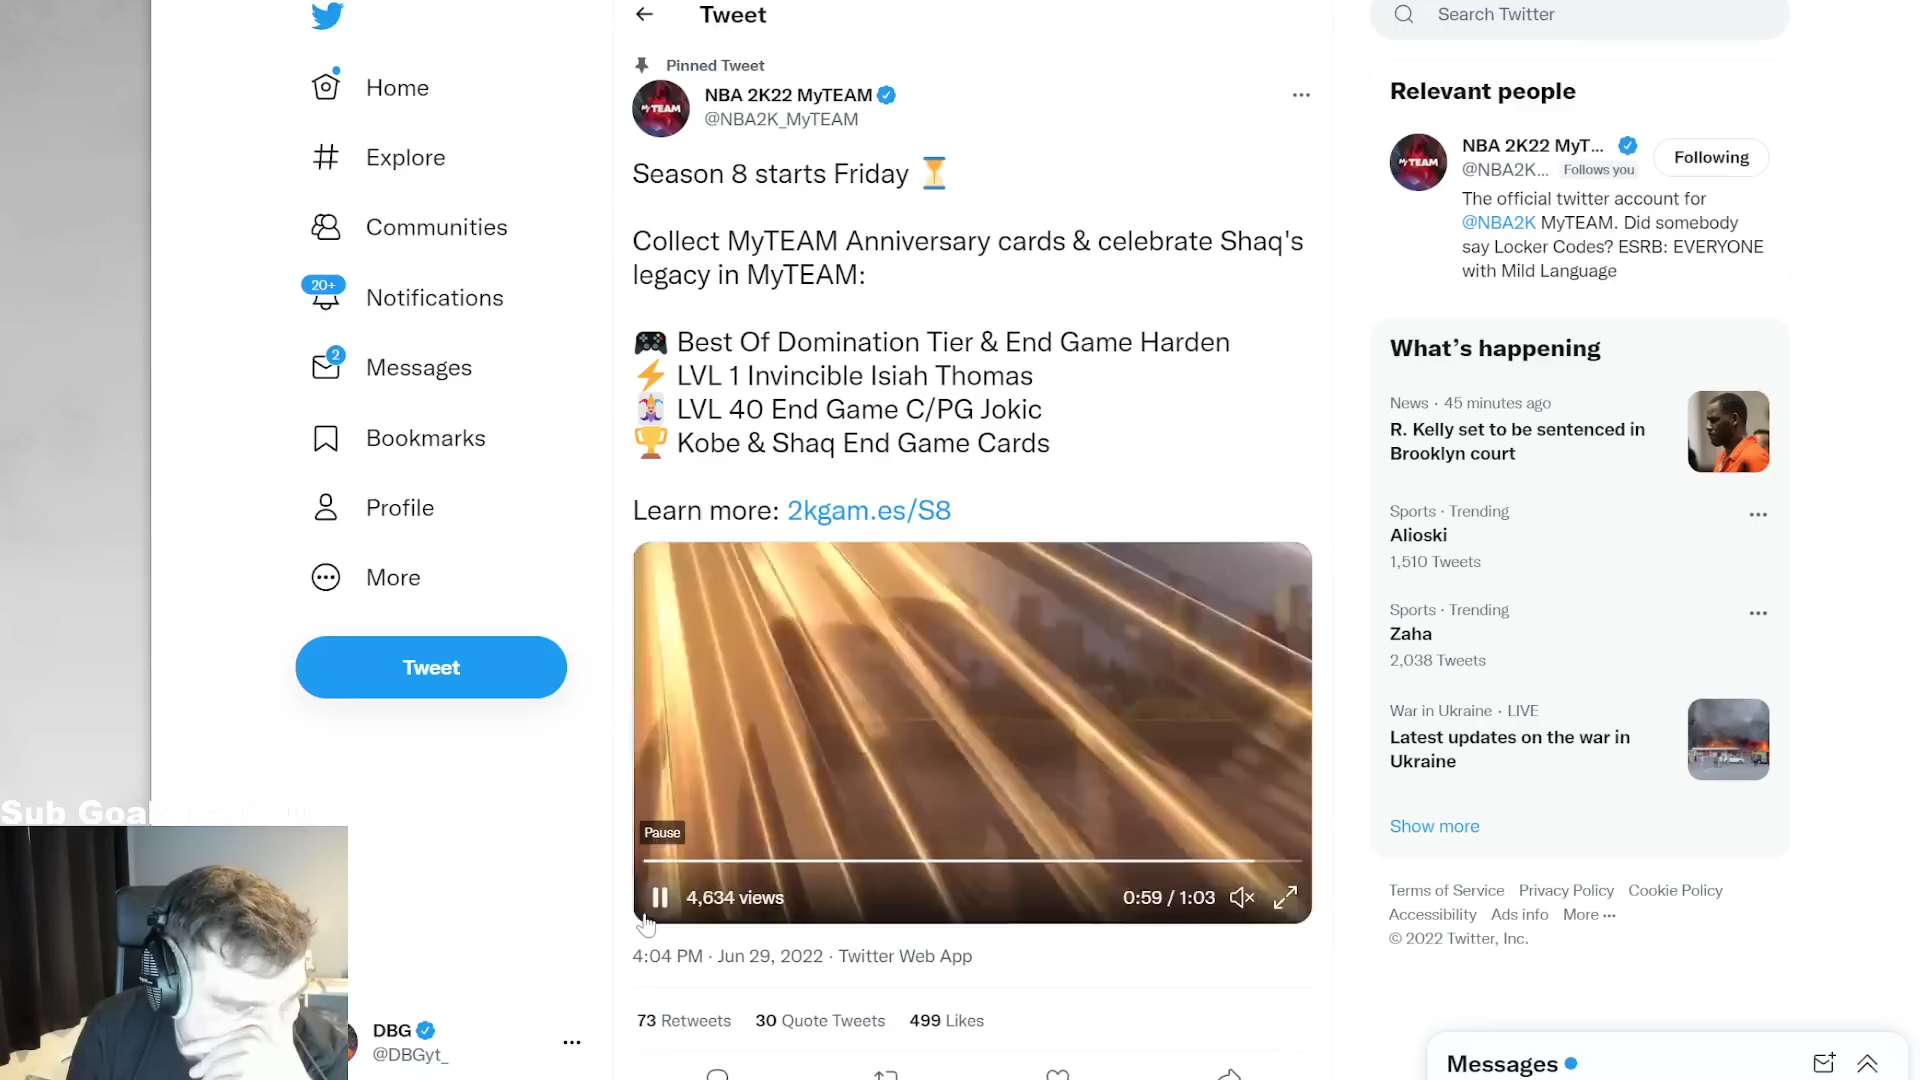 Home
Explore
Communities
20+
Notifications
2
Messages
Bookmarks
Profile
More
Tweet
Sub Goal
DBG
@DBGyt_
Tweet
Pinned Tweet
MyTEAM
NBA 2K22 MyTEAM
@NBA2K_MyTEAM
Season 8 starts Friday
Collect MyTEAM Anniversary cards & celebrate Shaq's
legacy in MyTEAM:
Best Of Domination Tier & End Game Harden
LVL 1 Invincible Isiah Thomas
LVL 40 End Game C/PG Jokic
Kobe & Shaq End Game Cards
Learn more: 2kgam.es/S8
Pause
4,634 views
0:59 / 1:03
4:04 PM · Jun 29, 2022 · Twitter Web App
73 Retweets 30 Quote Tweets 499 Likes
Search Twitter
Relevant people
MyTEAM
NBA 2K22 MyT...
@NBA2K... Follows you
Following
The official twitter account for
@NBA2K MyTEAM. Did somebody
say Locker Codes? ESRB: EVERYONE
with Mild Language
What's happening
News · 45 minutes ago
R. Kelly set to be sentenced in
Brooklyn court
Sports · Trending
Alioski
1,510 Tweets
Sports · Trending
Zaha
2,038 Tweets
War in Ukraine · LIVE
Latest updates on the war in
Ukraine
Show more
Terms of Service Privacy Policy Cookie Policy
Accessibility Ads info More ···
© 2022 Twitter, Inc.
Messages